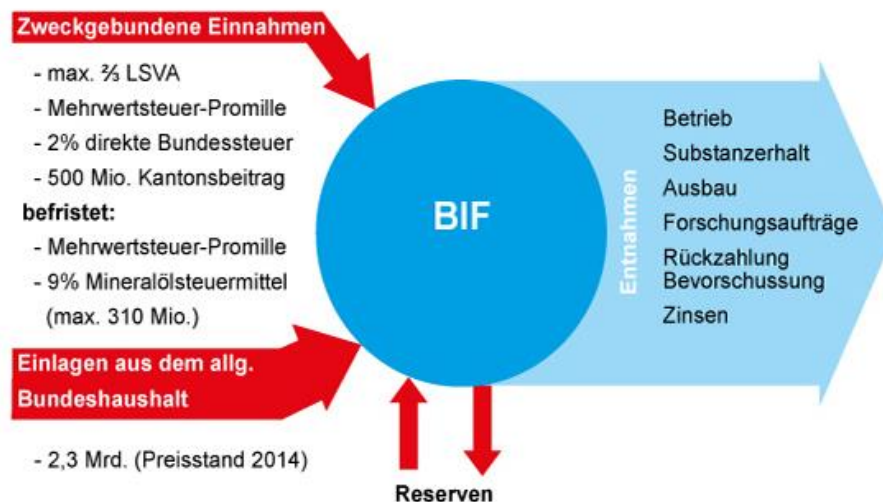 Zweckgebundene Einnahmen
- max. ⅔ LSVA
- Mehrwertsteuer-Promille
- 2% direkte Bundessteuer
- 500 Mio. Kantonsbeitrag
befristet:
- Mehrwertsteuer-Promille
- 9% Mineralölsteuermittel
(max. 310 Mio.)
Einlagen aus dem allg.
Bundeshaushalt
- 2,3 Mrd. (Preisstand 2014)
BIF
Reserven
Entnahmen
Betrieb
Substanzerhalt
Ausbau
Forschungsaufträge
Rückzahlung
Bevorschussung
Zinsen